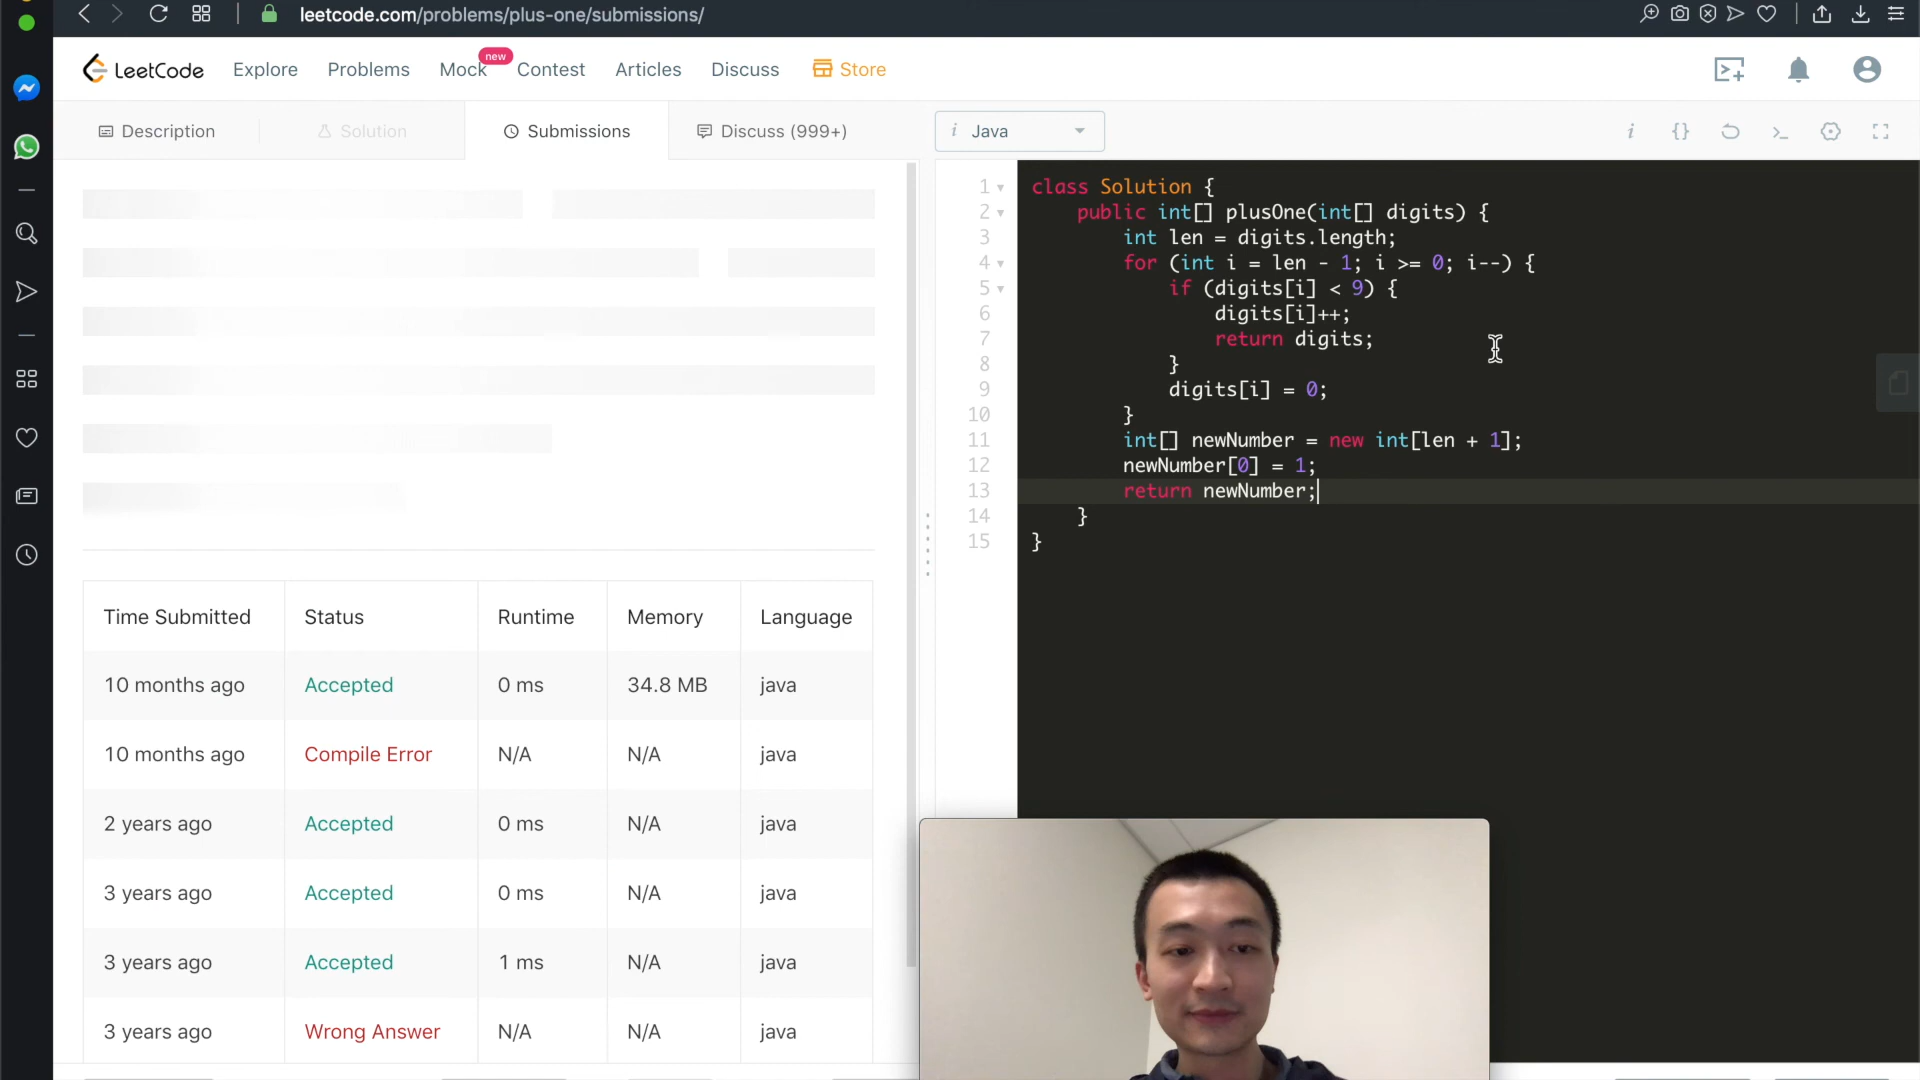 leetcode.com/problems/plus-one/submissions/
LeetCode
Explore
Problems
Mock
new
Contest
Articles
Discuss
Store
Description
Solution
Submissions
Discuss (999+)
i Java
i
{}
1 class Solution {
2 public int[] plusOne(int[] digits) {
3 int len = digits.length;
4 for (int i = len - 1; i >= 0; i--) {
5 if (digits[i] < 9) {
6 digits[i]++;
7 return digits;
8 }
9 digits[i] = 0;
10 }
11 int[] newNumber = new int[len + 1];
12 newNumber[0] = 1;
13 return newNumber;
14 }
15 }
Time Submitted Status Runtime Memory Language
10 months ago Accepted 0 ms 34.8 MB java
10 months ago Compile Error N/A N/A java
2 years ago Accepted 0 ms N/A java
3 years ago Accepted 0 ms N/A java
3 years ago Accepted 1 ms N/A java
3 years ago Wrong Answer N/A N/A java